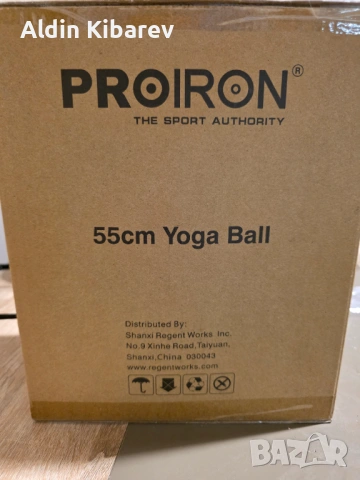 Aldin Kibarev
PROIRON®
THE SPORT AUTHORITY
55cm Yoga Ball
Distributed By:
Shanxi Regent Works Inc.
No.9 Xinhe Road,Taiyuan,
Shanxi,China 030043
www.regentworks.com
BAZAR